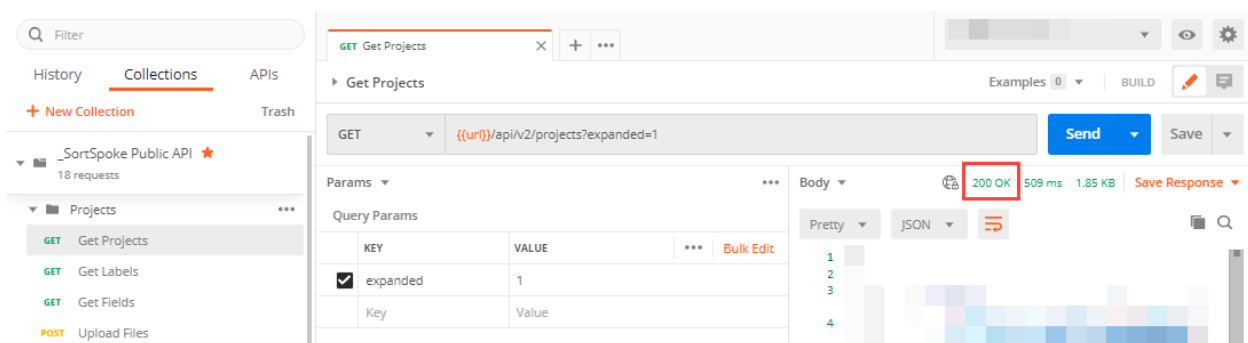 Filter
History Collections APIs
+ New Collection Trash
_SortSpoke Public API
18 requests
Projects
GET Get Projects
GET Get Labels
GET Get Fields
POST Upload Files
GET Get Projects
Get Projects
Examples 0 BUILD
GET {{url}}/api/v2/projects?expanded=1 Send Save
Params
Query Params
KEY VALUE Bulk Edit
expanded 1
Key Value
Body 200 OK 509 ms 1.85 KB Save Response
Pretty JSON
1
2
3
4